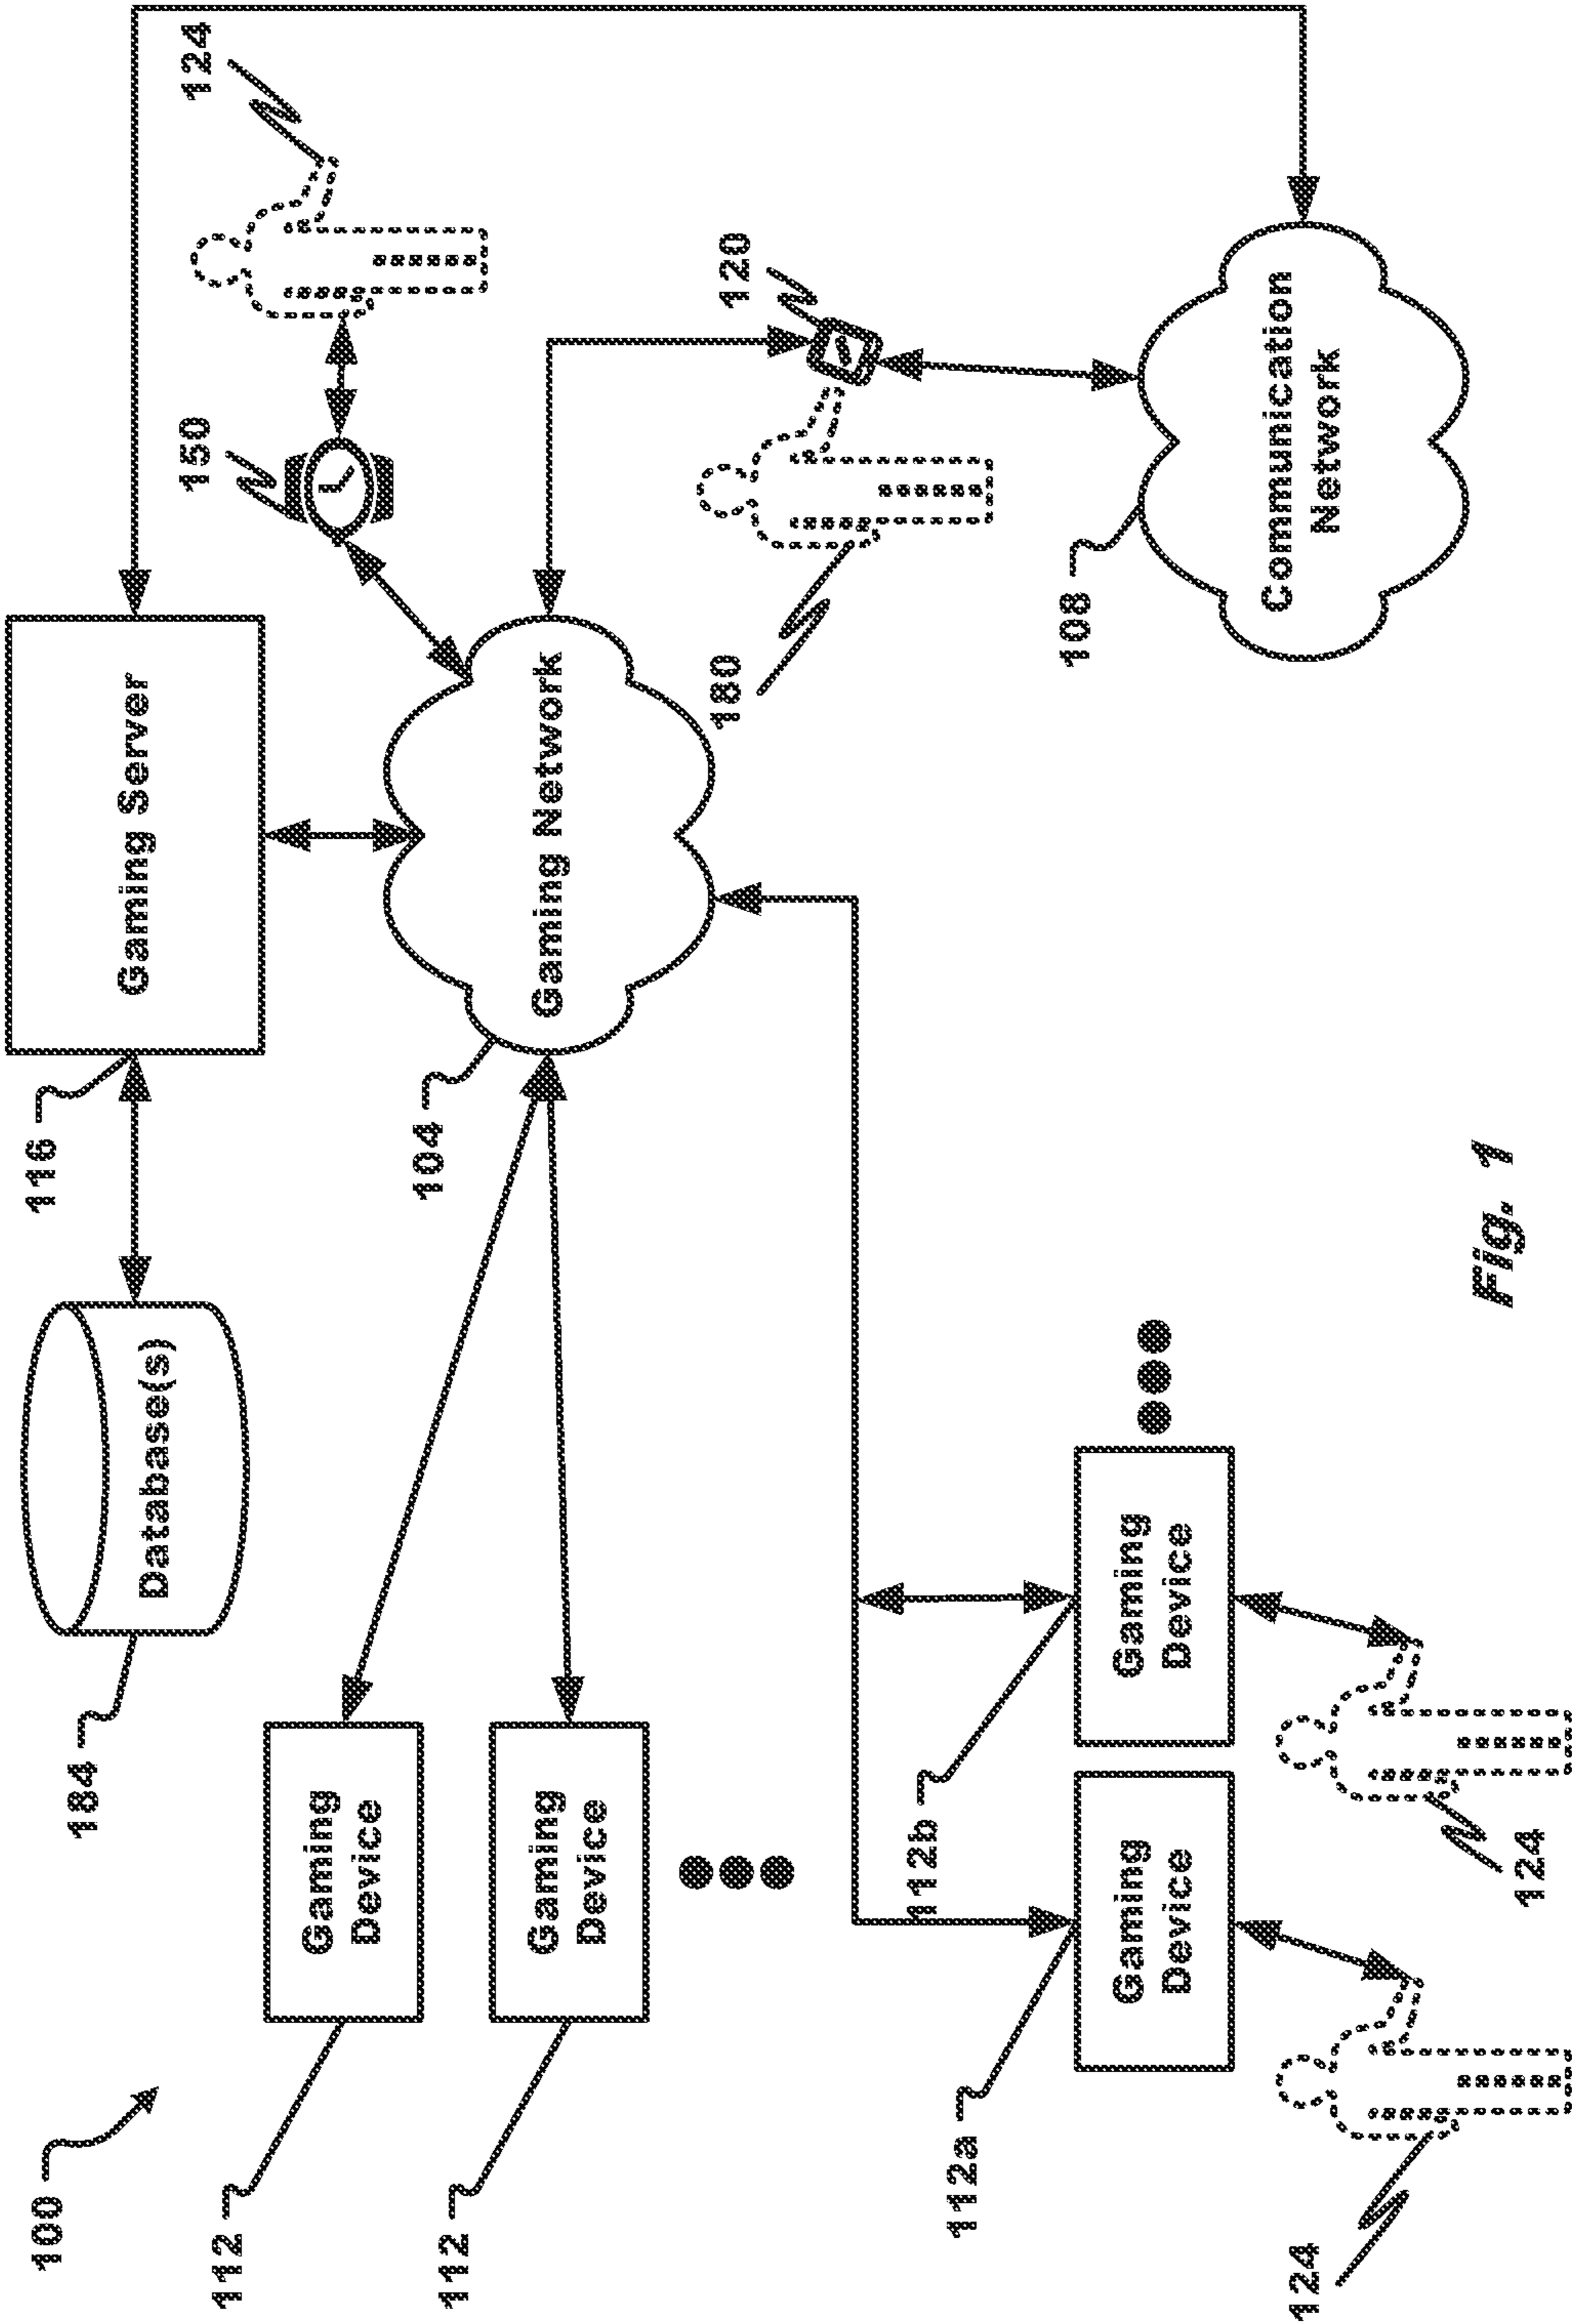 100
116
184
Gaming Server
Database(s)
150
124
112
Gaming
Device
104
112
Gaming
Device
Gaming Network
180
120
112b
112a
108
Gaming
Device
Gaming
Device
Communication
Network
124
124
Fig. 1